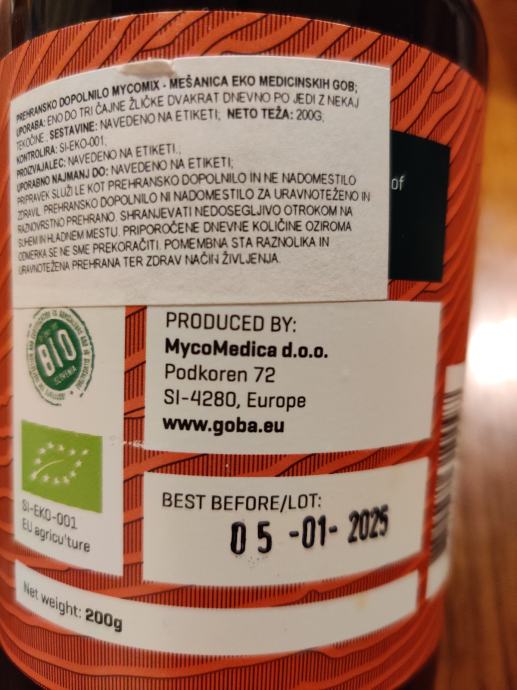 PREHRANSKO DOPOLNILO MYCOMIX - MEŠANICA EKO MEDICINSKIH GOB;
UPORABA: ENO DO TRI ČAJNE ŽLIČKE DVAKRAT DNEVNO PO JEDI Z NEKAJ
TEKOČINE. SESTAVINE: NAVEDENO NA ETIKETI; NETO TEŽA: 200G;
KONTROLIRA: SI-EKO-001;
PROIZVAJALEC: NAVEDENO NA ETIKETI.;
UPORABNO NAJMANJ DO: NAVEDENO NA ETIKETI;
PRIPRAVEK SLUŽI LE KOT PREHRANSKO DOPOLNILO IN NE NADOMESTILO
ZDRAVIL. PREHRANSKO DOPOLNILO NI NADOMESTILO ZA URAVNOTEŽENO IN
RAZNOVRSTNO PREHRANO. SHRANJEVATI NEDOSEGLJIVO OTROKOM NA
SUHEM IN HLADNEM MESTU. PRIPOROČENE DNEVNE KOLIČINE OZIROMA
ODMERKA SE NE SME PREKORAČITI. POMEMBNA STA RAZNOLIKA IN
URAVNOTEŽENA PREHRANA TER ZDRAV NAČIN ŽIVLJENJA.
of
BIO
SLOVENIA
PRODUCED BY:
MycoMedica d.o.o.
Podkoren 72
SI-4280, Europe
www.goba.eu
SI-EKO-001
EU agriculture
BEST BEFORE/LOT:
05 -01- 2025
Net weight: 200g